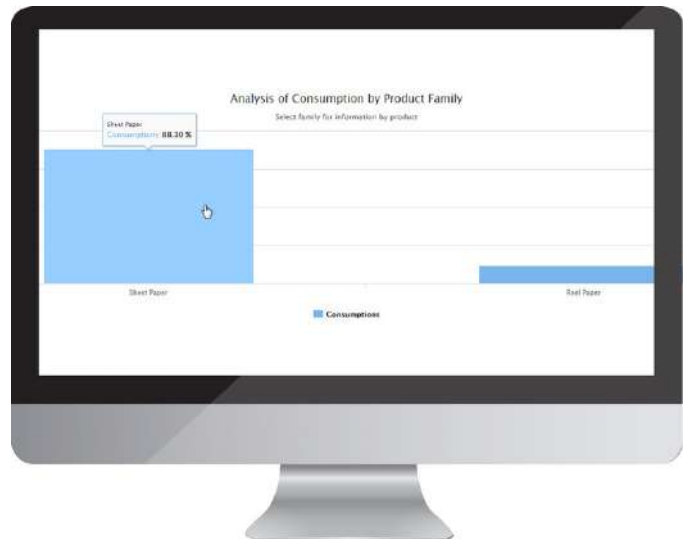 Analysis of Consumption by Product Family
Select family for information by product
Sheet Paper
Consumptions: 88.20 %
Sheet Paper
Reel Paper
Consumptions